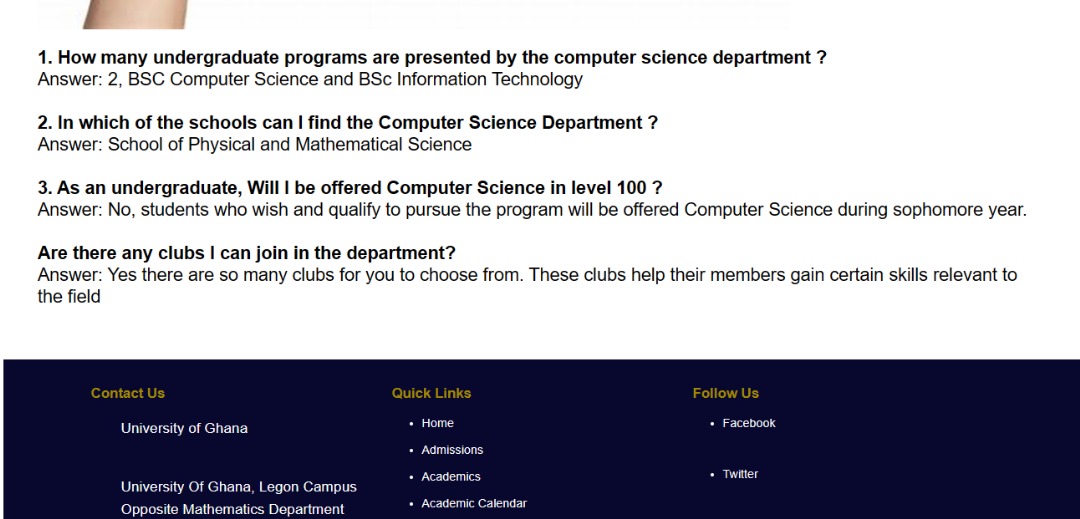 1. How many undergraduate programs are presented by the computer science department ?
Answer: 2, BSC Computer Science and BSc Information Technology
2. In which of the schools can I find the Computer Science Department ?
Answer: School of Physical and Mathematical Science
3. As an undergraduate, Will I be offered Computer Science in level 100 ?
Answer: No, students who wish and qualify to pursue the program will be offered Computer Science during sophomore year.
Are there any clubs I can join in the department?
Answer: Yes there are so many clubs for you to choose from. These clubs help their members gain certain skills relevant to
the field
Contact Us
University of Ghana
University Of Ghana, Legon Campus
Opposite Mathematics Department
Quick Links
• Home
• Admissions
• Academics
• Academic Calendar
Follow Us
• Facebook
• Twitter